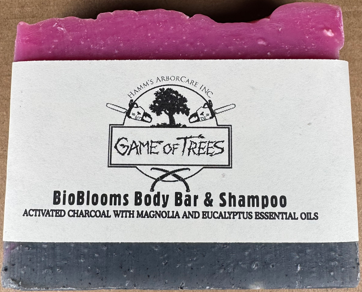 HAMM'S ARBORCARE INC.
GAME OF TREES
BioBlooms Body Bar & Shampoo
ACTIVATED CHARCOAL WITH MAGNOLIA AND EUCALYPTUS ESSENTIAL OILS